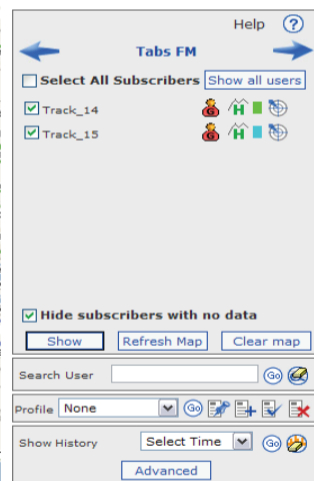 Help ?
Tabs FM
Select All Subscribers Show all users
Track_14 G H
Track_15 G H
Hide subscribers with no data
Show Refresh Map Clear map
Search User Go
Profile None Go
Show History Select Time Go
Advanced